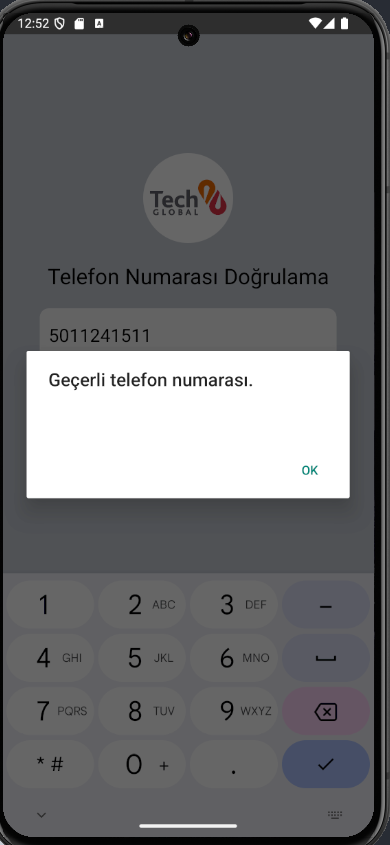 12:52
Tech
GLOBAL
Telefon Numarası Doğrulama
5011241511
Geçerli telefon numarası.
OK
1
2 ABC
3 DEF
–
4 GHI
5 JKL
6 MNO
7 PQRS
8 TUV
9 WXYZ
* #
0 +
.